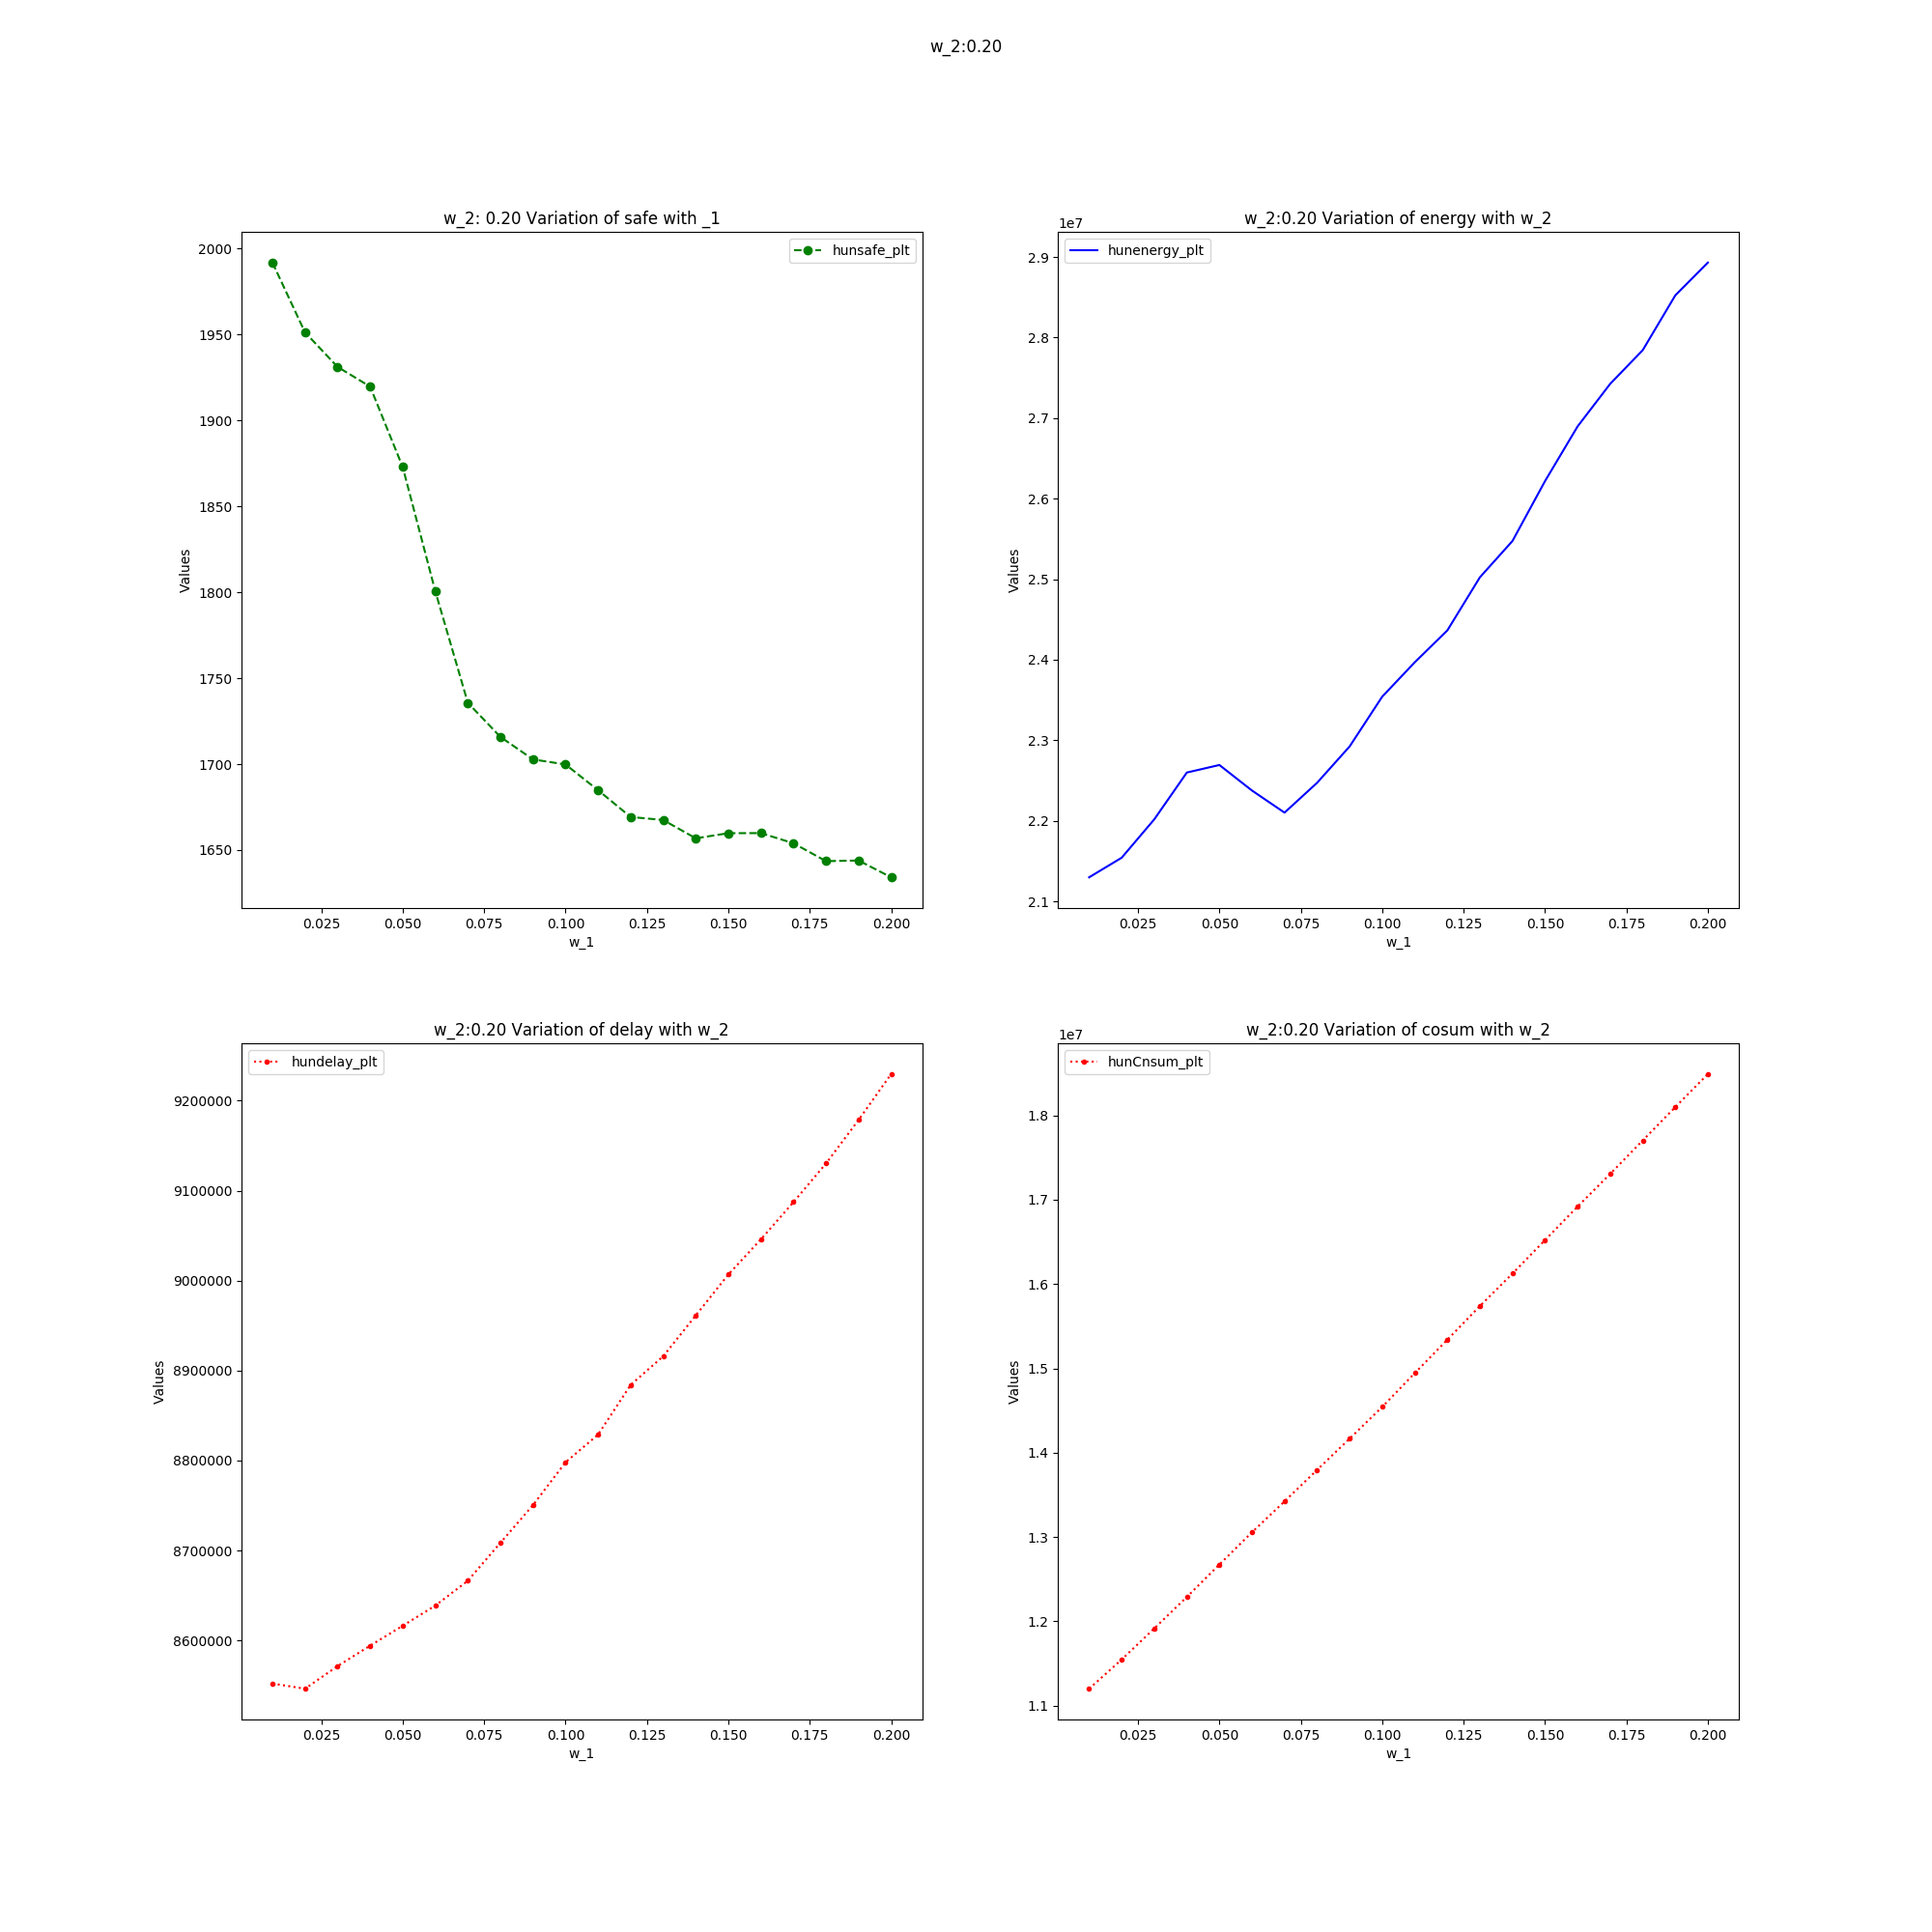 w_2:0.20
w_2: 0.20 Variation of safe with _1
hunsafe_plt
2000
1950
1900
1850
1800
1750
1700
1650
Values
0.025 0.050 0.075 0.100 0.125 0.150 0.175 0.200
w_1
w_2:0.20 Variation of energy with w_2
1e7
hunenergy_plt
2.9
2.8
2.7
2.6
2.5
2.4
2.3
2.2
2.1
Values
0.025 0.050 0.075 0.100 0.125 0.150 0.175 0.200
w_1
w_2:0.20 Variation of delay with w_2
hundelay_plt
9200000
9100000
9000000
8900000
8800000
8700000
8600000
Values
0.025 0.050 0.075 0.100 0.125 0.150 0.175 0.200
w_1
w_2:0.20 Variation of cosum with w_2
1e7
hunCnsum_plt
1.8
1.7
1.6
1.5
1.4
1.3
1.2
1.1
Values
0.025 0.050 0.075 0.100 0.125 0.150 0.175 0.200
w_1